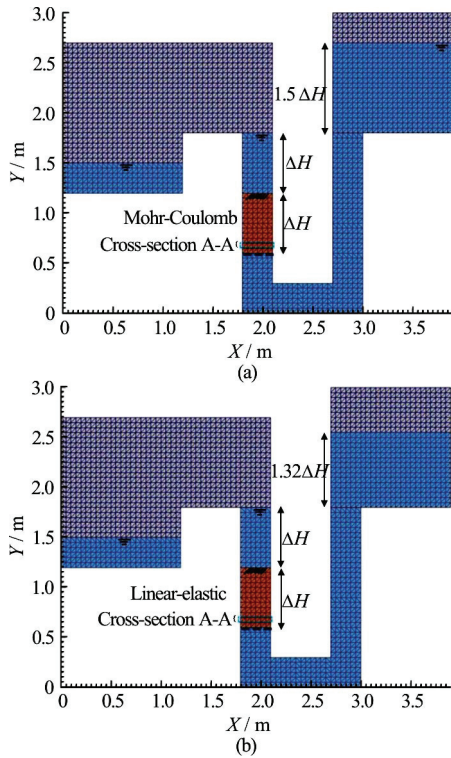 3.0
2.5
2.0
1.5
1.0
0.5
0
Y / m
1.5 ΔH
ΔH
ΔH
Mohr-Coulomb
Cross-section A-A
0 0.5 1.0 1.5 2.0 2.5 3.0 3.5
X / m
(a)
3.0
2.5
2.0
1.5
1.0
0.5
0
Y / m
1.32ΔH
ΔH
ΔH
Linear-elastic
Cross-section A-A
0 0.5 1.0 1.5 2.0 2.5 3.0 3.5
X / m
(b)